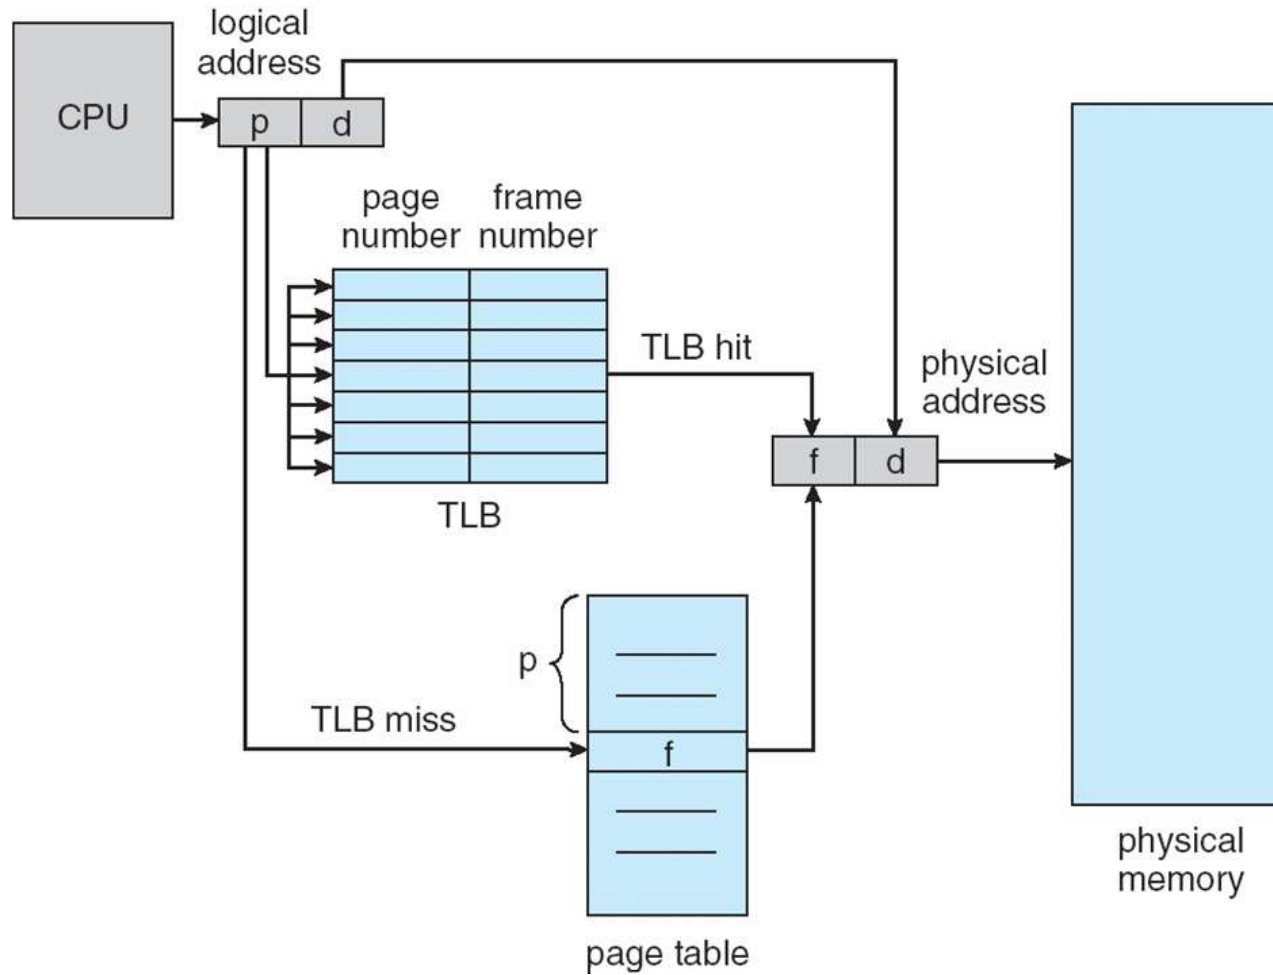 logical
address
CPU
p
d
page
number
frame
number
TLB hit
physical
address
f
d
TLB
p
TLB miss
f
physical
memory
page table